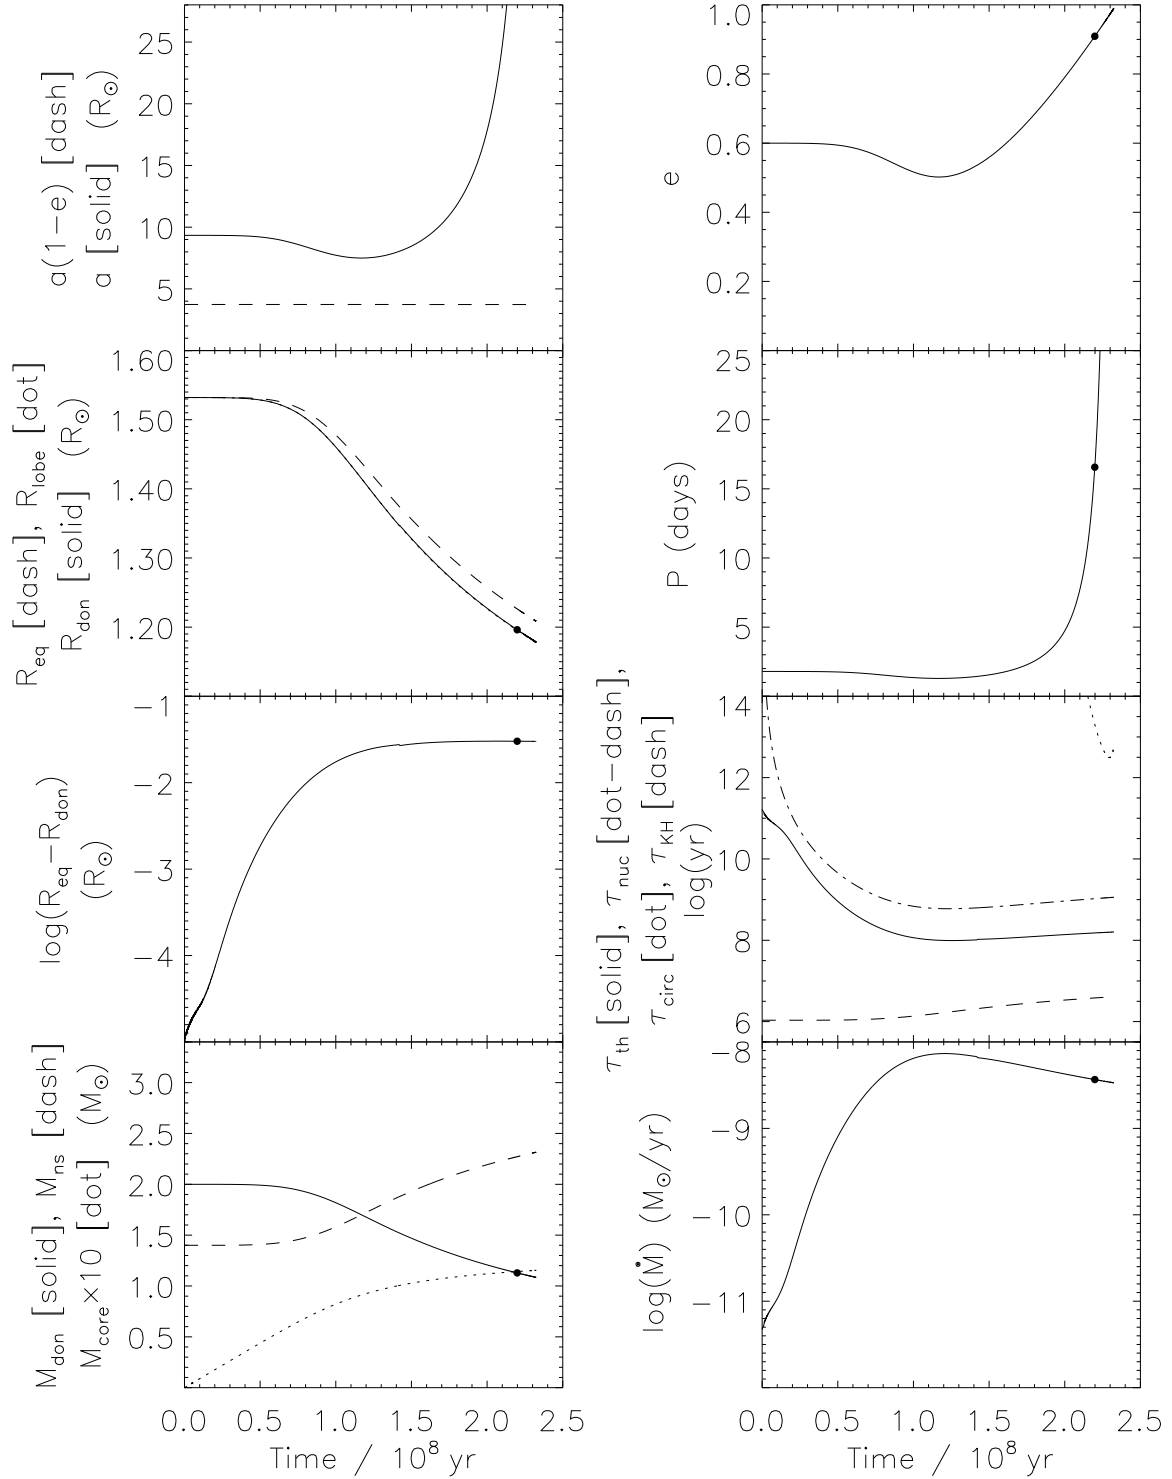 a(1−e) [dash]
a [solid] (R⊙)
25
20
15
10
5
e
1.0
0.8
0.6
0.4
0.2
R_eq [dash], R_lobe [dot]
R_don [solid] (R⊙)
1.60
1.50
1.40
1.30
1.20
P (days)
25
20
15
10
5
log(R_eq−R_don)
(R⊙)
−1
−2
−3
−4
τ_th [solid], τ_nuc [dot−dash],
τ_circ [dot], τ_KH [dash]
log(yr)
14
12
10
8
6
M_don [solid], M_ns [dash]
M_core×10 [dot] (M⊙)
3.0
2.5
2.0
1.5
1.0
0.5
log(Ṁ) (M⊙/yr)
−8
−9
−10
−11
0.0 0.5 1.0 1.5 2.0
Time / 10⁸ yr
0.0 0.5 1.0 1.5 2.0 2.5
Time / 10⁸ yr